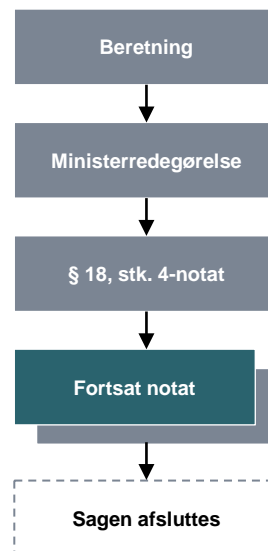 Beretning
Ministerredegørelse
§ 18, stk. 4-notat
Fortsat notat
Sagen afsluttes